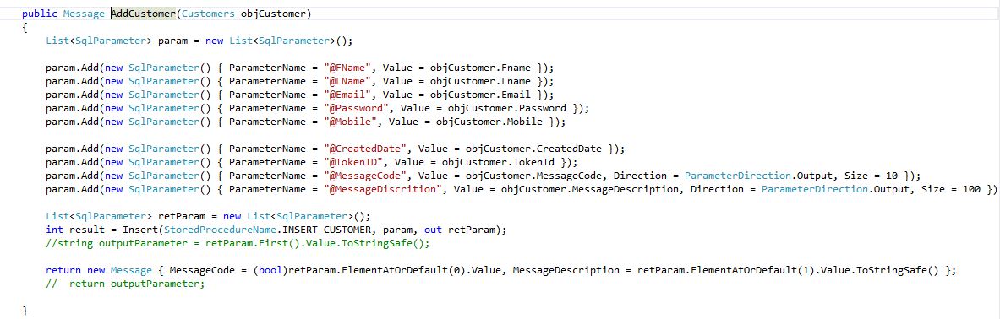 public Message AddCustomer(Customers objCustomer)
{
List<SqlParameter> param = new List<SqlParameter>();
param.Add(new SqlParameter() { ParameterName = "@FName", Value = objCustomer.Fname });
param.Add(new SqlParameter() { ParameterName = "@LName", Value = objCustomer.Lname });
param.Add(new SqlParameter() { ParameterName = "@Email", Value = objCustomer.Email });
param.Add(new SqlParameter() { ParameterName = "@Password", Value = objCustomer.Password });
param.Add(new SqlParameter() { ParameterName = "@Mobile", Value = objCustomer.Mobile });
param.Add(new SqlParameter() { ParameterName = "@CreatedDate", Value = objCustomer.CreatedDate });
param.Add(new SqlParameter() { ParameterName = "@TokenID", Value = objCustomer.TokenId });
param.Add(new SqlParameter() { ParameterName = "@MessageCode", Value = objCustomer.MessageCode, Direction = ParameterDirection.Output, Size = 10 });
param.Add(new SqlParameter() { ParameterName = "@MessageDiscrition", Value = objCustomer.MessageDescription, Direction = ParameterDirection.Output, Size = 100 })
List<SqlParameter> retParam = new List<SqlParameter>();
int result = Insert(StoredProcedureName.INSERT_CUSTOMER, param, out retParam);
//string outputParameter = retParam.First().Value.ToStringSafe();
return new Message { MessageCode = (bool)retParam.ElementAtOrDefault(0).Value, MessageDescription = retParam.ElementAtOrDefault(1).Value.ToStringSafe() };
//  return outputParameter;
}